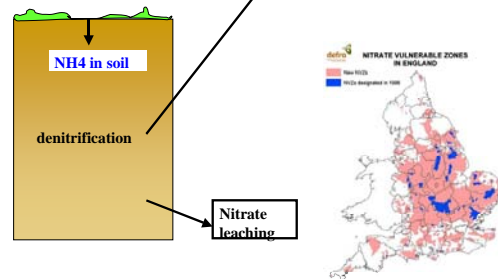 NH4 in soil
denitrification
Nitrate
leaching
defra
NITRATE VULNERABLE ZONES
IN ENGLAND
New NVZs
NVZs designated in 1996